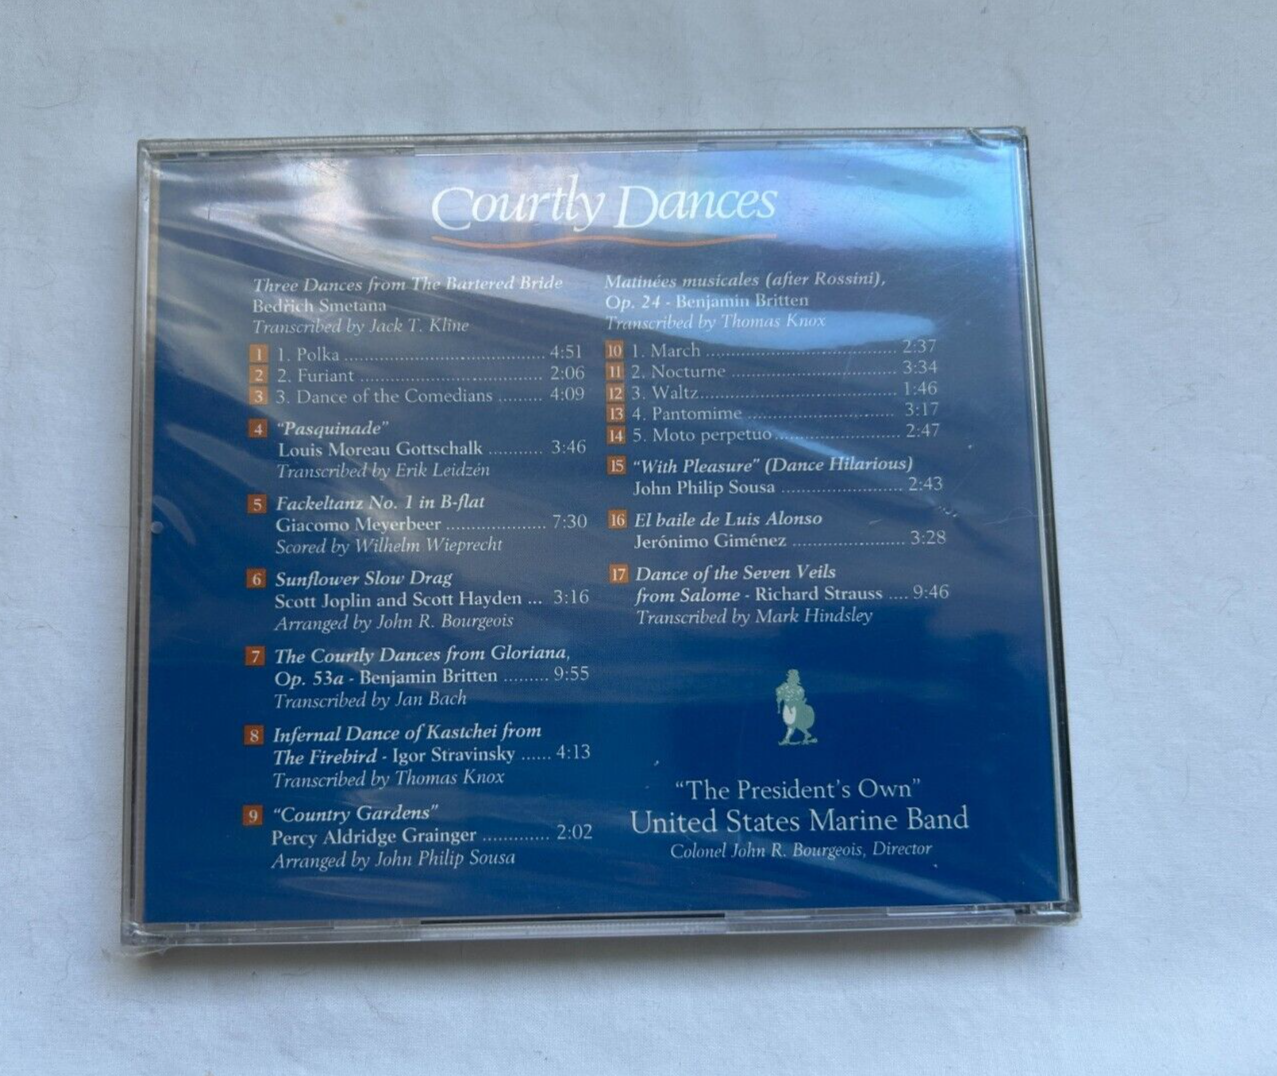 Courtly Dances
Three Dances from The Bartered Bride
Bedřich Smetana
Transcribed by Jack T. Kline
1 1. Polka ........................................ 4:51
2 2. Furiant ..................................... 2:06
3 3. Dance of the Comedians ......... 4:09
4 "Pasquinade"
Louis Moreau Gottschalk ........... 3:46
Transcribed by Erik Leidzén
5 Fackeltanz No. 1 in B-flat
Giacomo Meyerbeer .................... 7:30
Scored by Wilhelm Wieprecht
6 Sunflower Slow Drag
Scott Joplin and Scott Hayden ... 3:16
Arranged by John R. Bourgeois
7 The Courtly Dances from Gloriana,
Op. 53a - Benjamin Britten ......... 9:55
Transcribed by Jan Bach
8 Infernal Dance of Kastchei from
The Firebird - Igor Stravinsky ...... 4:13
Transcribed by Thomas Knox
9 "Country Gardens"
Percy Aldridge Grainger ............. 2:02
Arranged by John Philip Sousa
Matinées musicales (after Rossini),
Op. 24 - Benjamin Britten
Transcribed by Thomas Knox
10 1. March ...................................... 2:37
11 2. Nocturne ................................. 3:34
12 3. Waltz....................................... 1:46
13 4. Pantomime .............................. 3:17
14 5. Moto perpetuo......................... 2:47
15 "With Pleasure" (Dance Hilarious)
John Philip Sousa ........................ 2:43
16 El baile de Luis Alonso
Jerónimo Giménez ...................... 3:28
17 Dance of the Seven Veils
from Salome - Richard Strauss .... 9:46
Transcribed by Mark Hindsley
"The President's Own"
United States Marine Band
Colonel John R. Bourgeois, Director